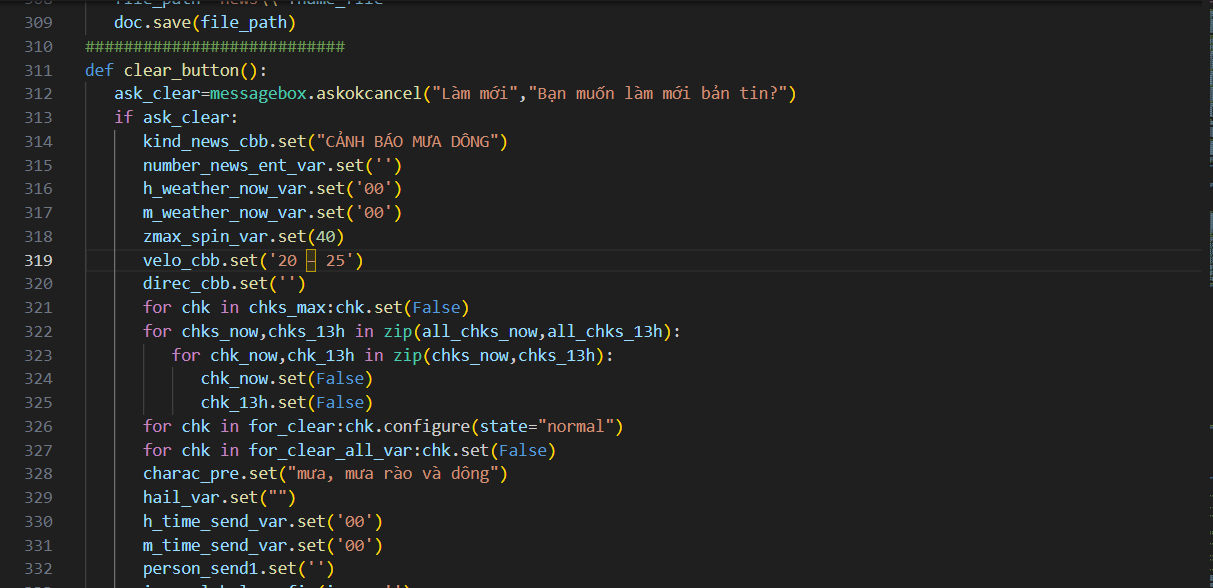 309 doc.save(file_path)
310 ###########################
311 def clear_button():
312 ask_clear=messagebox.askokcancel("Làm mới","Bạn muốn làm mới bản tin?")
313 if ask_clear:
314 kind_news_cbb.set("CẢNH BÁO MƯA DÔNG")
315 number_news_ent_var.set('')
316 h_weather_now_var.set('00')
317 m_weather_now_var.set('00')
318 zmax_spin_var.set(40)
319 velo_cbb.set('20 – 25')
320 direc_cbb.set('')
321 for chk in chks_max:chk.set(False)
322 for chks_now,chks_13h in zip(all_chks_now,all_chks_13h):
323 for chk_now,chk_13h in zip(chks_now,chks_13h):
324 chk_now.set(False)
325 chk_13h.set(False)
326 for chk in for_clear:chk.configure(state="normal")
327 for chk in for_clear_all_var:chk.set(False)
328 charac_pre.set("mưa, mưa rào và dông")
329 hail_var.set("")
330 h_time_send_var.set('00')
331 m_time_send_var.set('00')
332 person_send1.set('')